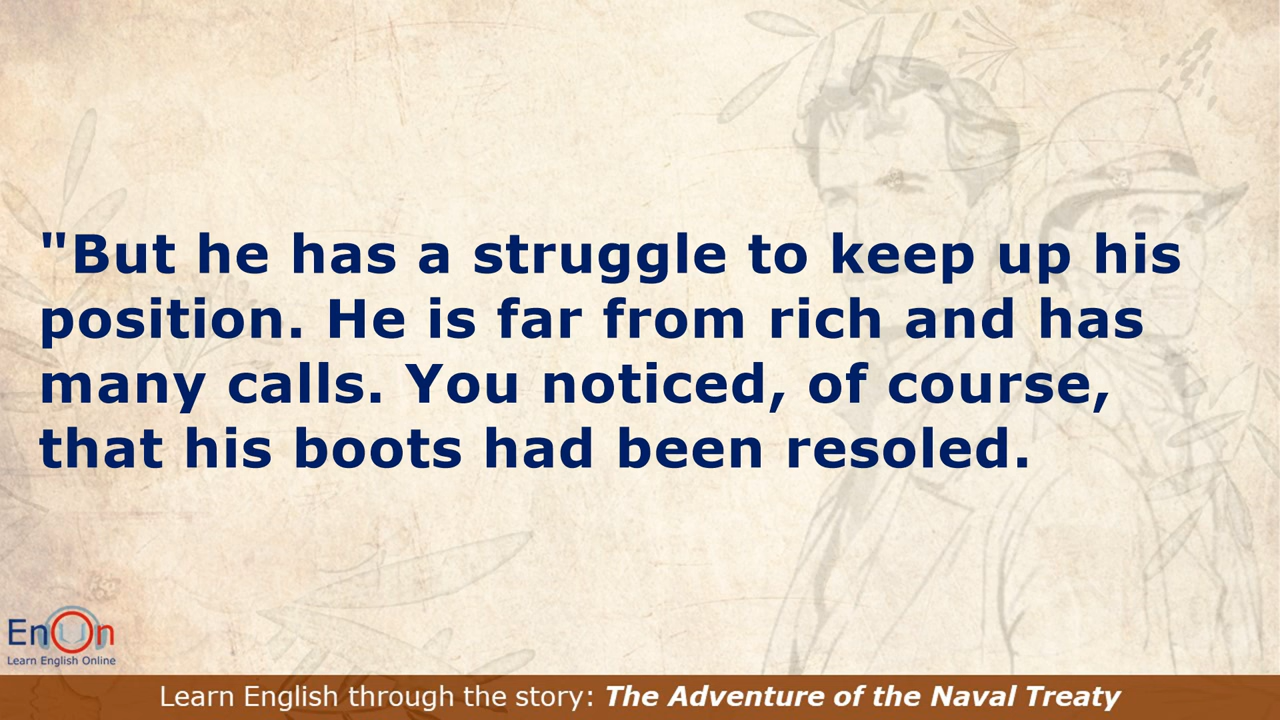 "But he has a struggle to keep up his
position. He is far from rich and has
many calls. You noticed, of course,
that his boots had been resoled.
EnOn
Learn English Online
Learn English through the story: The Adventure of the Naval Treaty